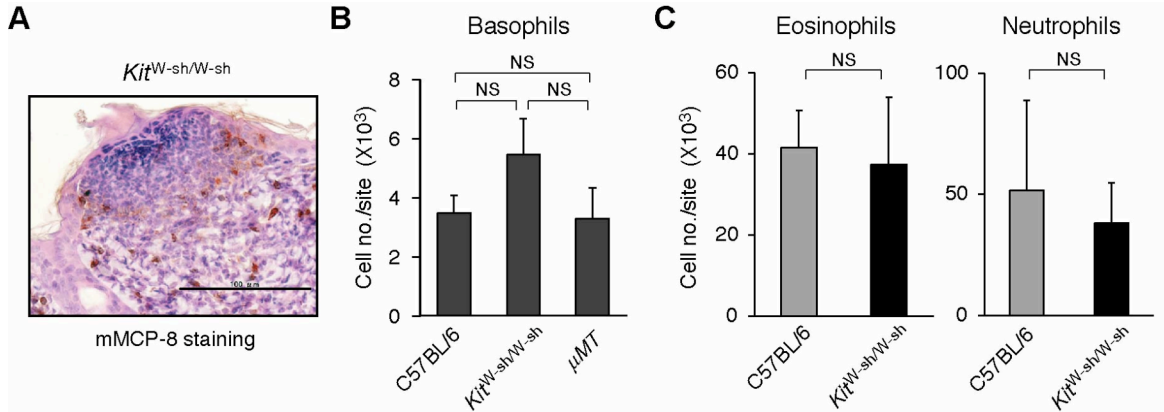 A
Kit^W-sh/W-sh
100 μm
mMCP-8 staining
B
Basophils
NS
NS NS
Cell no./site (X10³)
8
6
4
2
0
C57BL/6
Kit^W-sh/W-sh
μMT
C
Eosinophils
NS
Cell no./site (X10³)
60
40
20
0
C57BL/6
Kit^W-sh/W-sh
Neutrophils
NS
100
50
0
C57BL/6
Kit^W-sh/W-sh